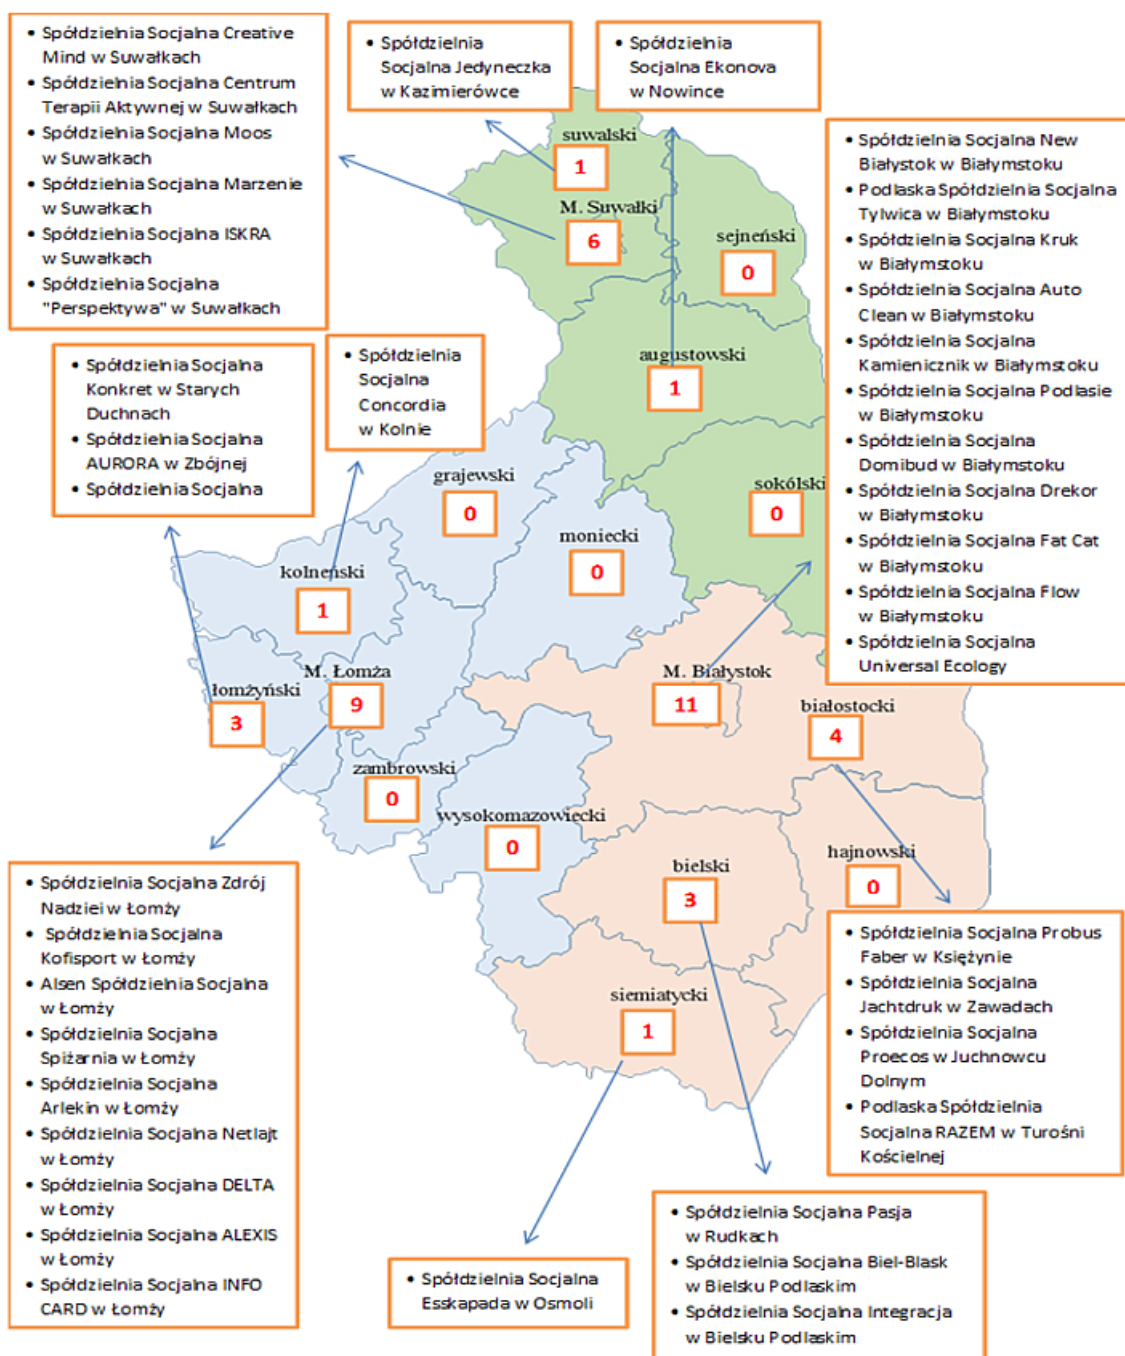 • Spółdzielnia Socjalna Creative
Mind w Suwałkach
• Spółdzielnia Socjalna Centrum
Terapii Aktywnej w Suwałkach
• Spółdzielnia Socjalna Moos
w Suwałkach
• Spółdzielnia Socjalna Marzenie
w Suwałkach
• Spółdzielnia Socjalna ISKRA
w Suwałkach
• Spółdzielnia Socjalna
"Perspektywa" w Suwałkach
• Spółdzielnia
Socjalna Jedyneczka
w Kazimierówce
• Spółdzielnia
Socjalna Ekonova
w Nowince
• Spółdzielnia Socjalna New
Białystok w Białymstoku
• Podlaska Spółdzielnia Socjalna
Tylwica w Białymstoku
• Spółdzielnia Socjalna Kruk
w Białymstoku
• Spółdzielnia Socjalna Auto
Clean w Białymstoku
• Spółdzielnia Socjalna
Kamienicznik w Białymstoku
• Spółdzielnia Socjalna Podlasie
w Białymstoku
• Spółdzielnia Socjalna
Domibud w Białymstoku
• Spółdzielnia Socjalna Drekor
w Białymstoku
• Spółdzielnia Socjalna Fat Cat
w Białymstoku
• Spółdzielnia Socjalna Flow
w Białymstoku
• Spółdzielnia Socjalna
Universal Ecology
suwalski
1
M. Suwałki
6
sejneński
0
augustowski
1
• Spółdzielnia Socjalna
Konkret w Starych
Duchnach
• Spółdzielnia Socjalna
AURORA w Zbójnej
• Spółdzielnia Socjalna
• Spółdzielnia
Socjalna
Concordia
w Kolnie
grajewski
0
sokólski
0
moniecki
0
kolneński
1
M. Łomża
9
łomżyński
3
M. Białystok
11
białostocki
4
zambrowski
0
wysokomazowiecki
0
bielski
3
hajnowski
0
siemiatycki
1
• Spółdzielnia Socjalna Zdrój
Nadziei w Łomży
• Spółdzielnia Socjalna
Kofisport w Łomży
• Alsen Spółdzielnia Socjalna
w Łomży
• Spółdzielnia Socjalna
Spiżarnia w Łomży
• Spółdzielnia Socjalna
Arlekin w Łomży
• Spółdzielnia Socjalna Netlajt
w Łomży
• Spółdzielnia Socjalna DELTA
w Łomży
• Spółdzielnia Socjalna ALEXIS
w Łomży
• Spółdzielnia Socjalna INFO
CARD w Łomży
• Spółdzielnia Socjalna Probus
Faber w Księżynie
• Spółdzielnia Socjalna
Jachtdruk w Zawadach
• Spółdzielnia Socjalna
Proecos w Juchnowcu
Dolnym
• Podlaska Spółdzielnia
Socjalna RAZEM w Turośni
Kościelnej
• Spółdzielnia Socjalna
Esskapada w Osmoli
• Spółdzielnia Socjalna Pasja
w Rudkach
• Spółdzielnia Socjalna Biel-Blask
w Bielsku Podlaskim
• Spółdzielnia Socjalna Integracja
w Bielsku Podlaskim